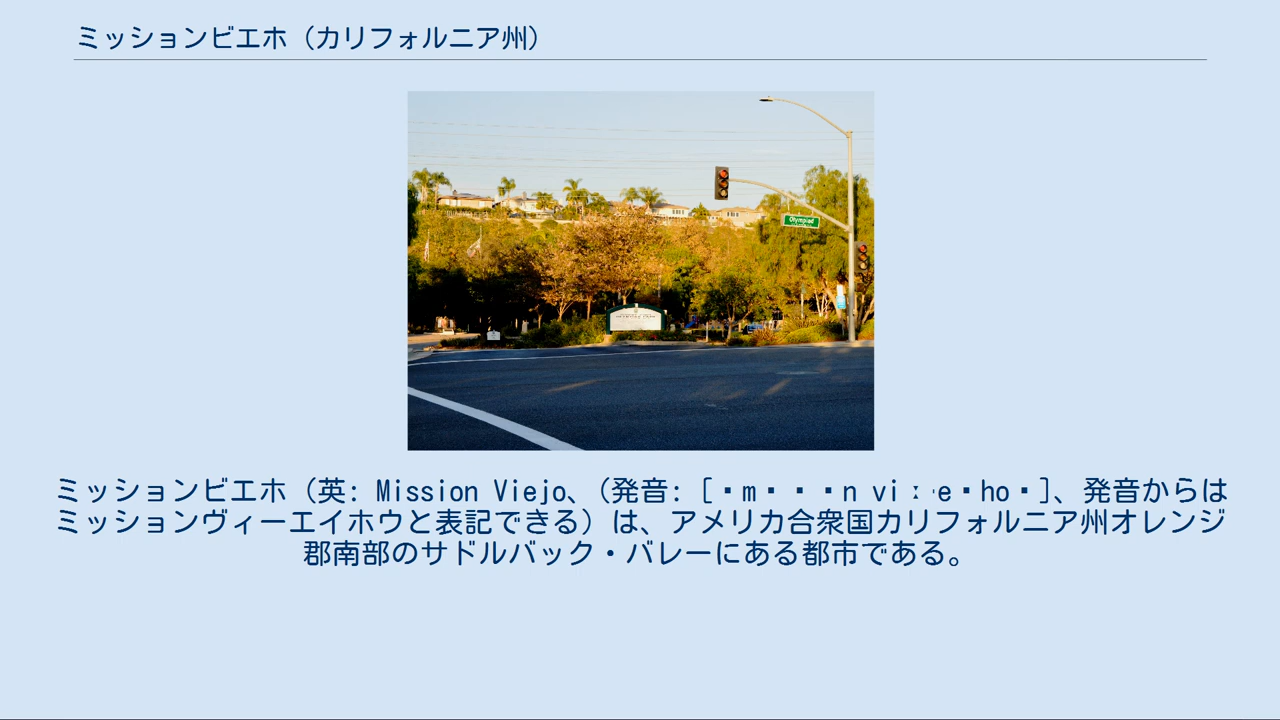 ミッションビエホ（カリフォルニア州）
Olympiad
ミッションビエホ（英: Mission Viejo、（発音: [･m･･･n viː ˈe･ho･]、発音からは
ミッションヴィーエイホウと表記できる）は、アメリカ合衆国カリフォルニア州オレンジ
郡南部のサドルバック・バレーにある都市である。